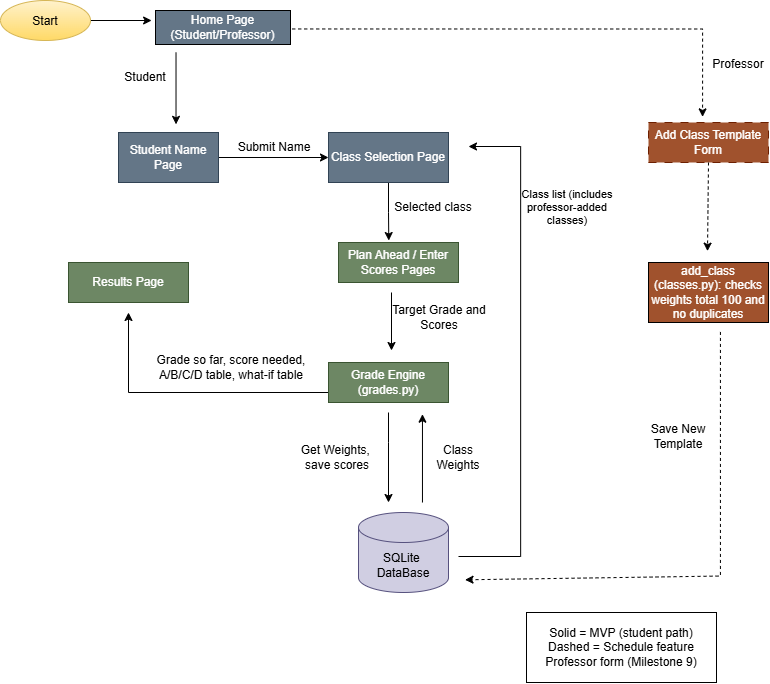 Start
Home Page
(Student/Professor)
Student
Professor
Student Name
Page
Submit Name
Class Selection Page
Add Class Template
Form
Class list (includes
professor-added
classes)
Selected class
Plan Ahead / Enter
Scores Pages
Results Page
add_class
(classes.py): checks
weights total 100 and
no duplicates
Target Grade and
Scores
Grade so far, score needed,
A/B/C/D table, what-if table
Grade Engine
(grades.py)
Get Weights,
save scores
Class
Weights
Save New
Template
SQLite
DataBase
Solid = MVP (student path)
Dashed = Schedule feature
Professor form (Milestone 9)